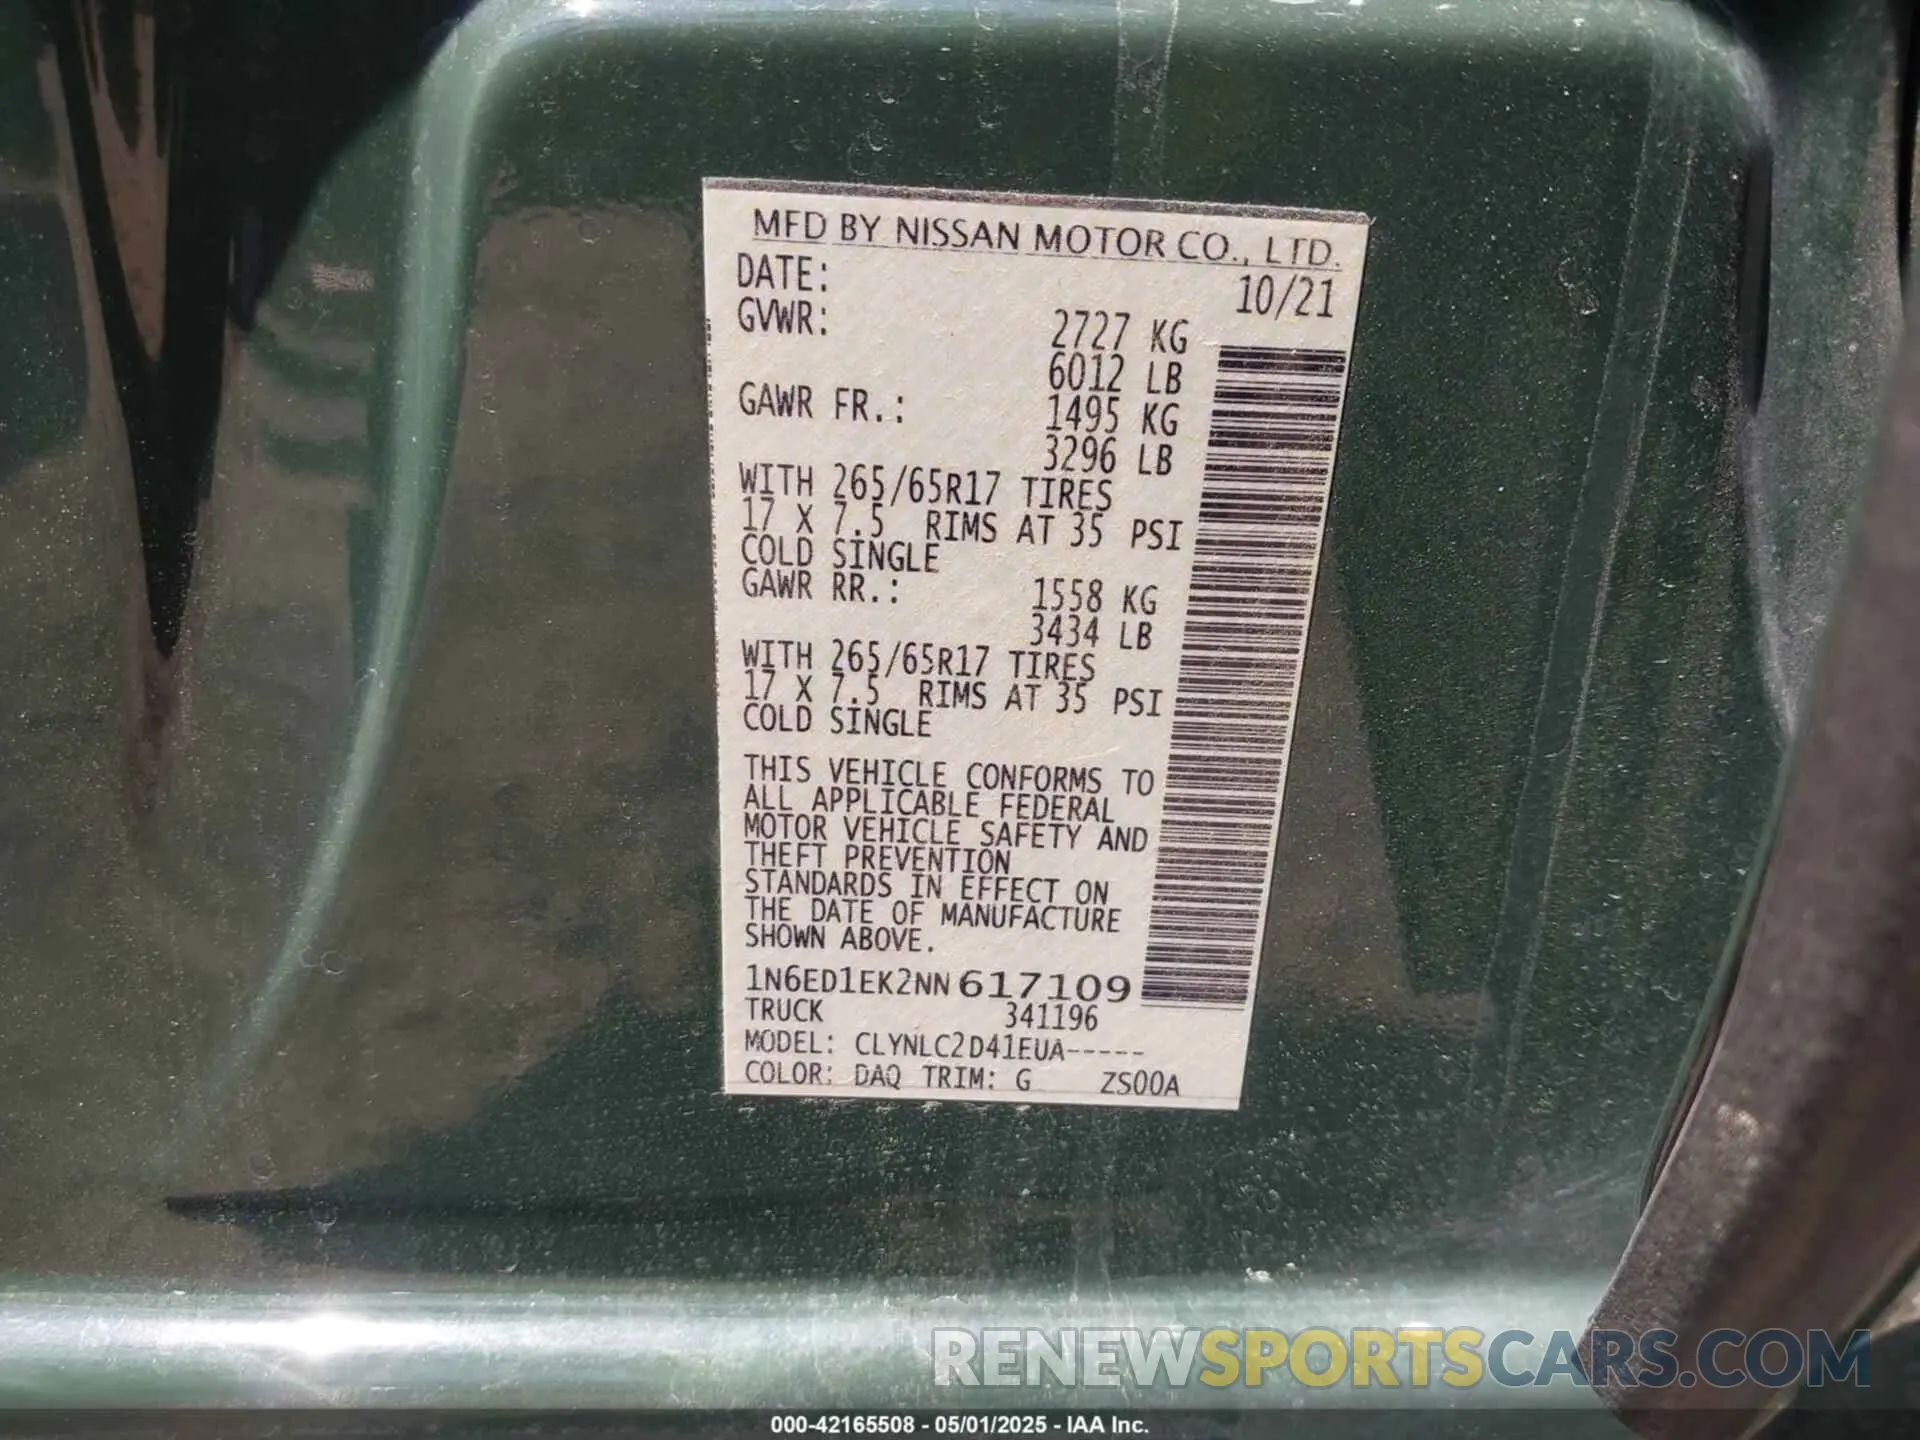 MFD BY NISSAN MOTOR CO., LTD.
DATE: 10/21
GVWR: 2727 KG
6012 LB
GAWR FR.: 1495 KG
3296 LB
WITH 265/65R17 TIRES
17 X 7.5 RIMS AT 35 PSI
COLD SINGLE
GAWR RR.: 1558 KG
3434 LB
WITH 265/65R17 TIRES
17 X 7.5 RIMS AT 35 PSI
COLD SINGLE
THIS VEHICLE CONFORMS TO
ALL APPLICABLE FEDERAL
MOTOR VEHICLE SAFETY AND
THEFT PREVENTION
STANDARDS IN EFFECT ON
THE DATE OF MANUFACTURE
SHOWN ABOVE.
1N6ED1EK2NN617109
TRUCK 341196
MODEL: CLYNLC2D41EUA-----
COLOR: DAQ TRIM: G ZS00A
RENEWSPORTSCARS.COM
000-42165508 - 05/01/2025 - IAA Inc.